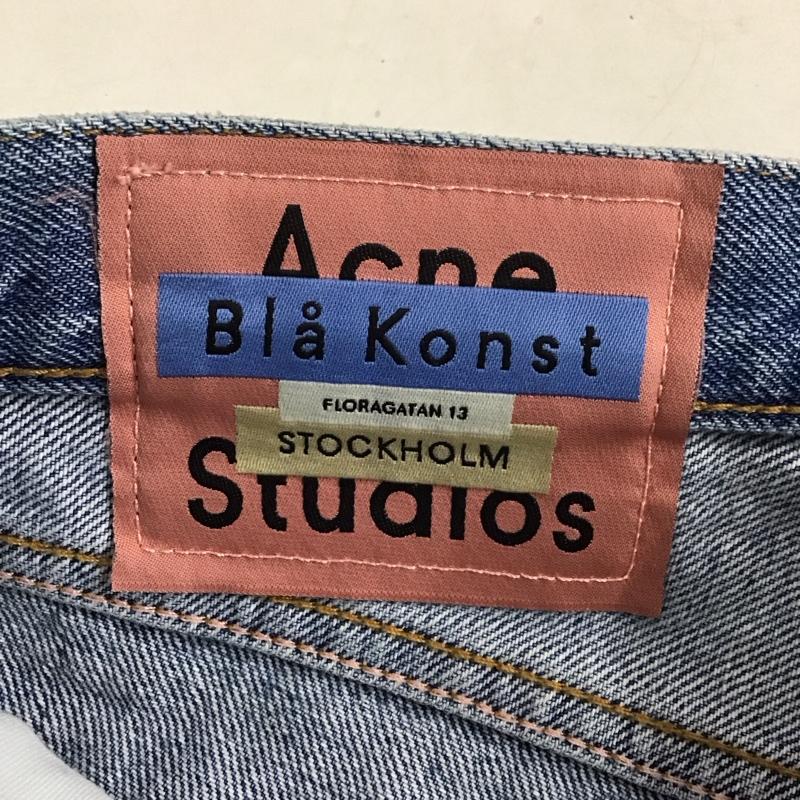 Acne
Blå Konst
FLORAGATAN 13
STOCKHOLM
Studios